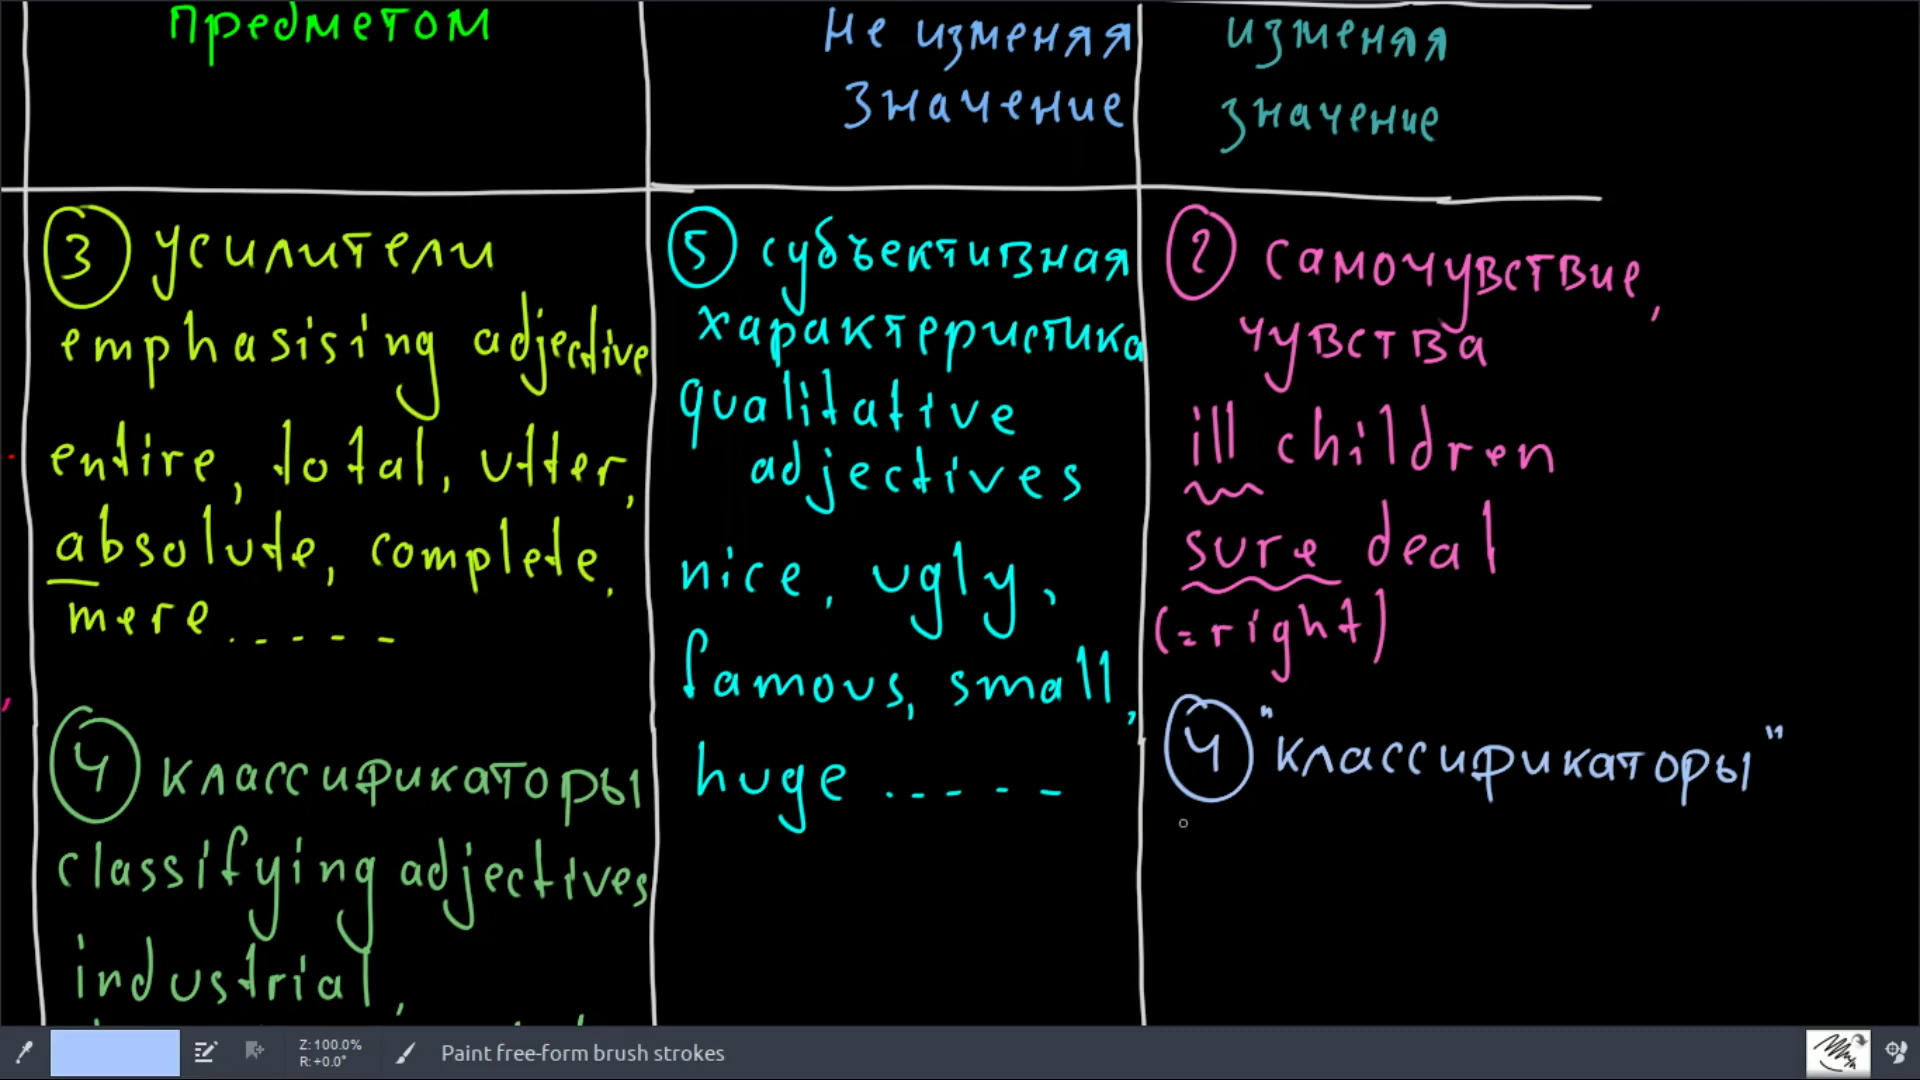 предметом
не изменяя
значение
изменяя
значение
3 усилители
emphasising adjective
entire, total, utter,
absolute, complete,
mere.----
4 классификаторы
classifying adjectives
industrial,
5 субъективная
характеристика
qualitative
adjectives
nice, ugly,
famous, small,
huge .----
2 самочувствие,
чувства
ill children
sure deal
(=right)
4 "классификаторы"
Z: 100.0%
R: +0.0°
Paint free-form brush strokes